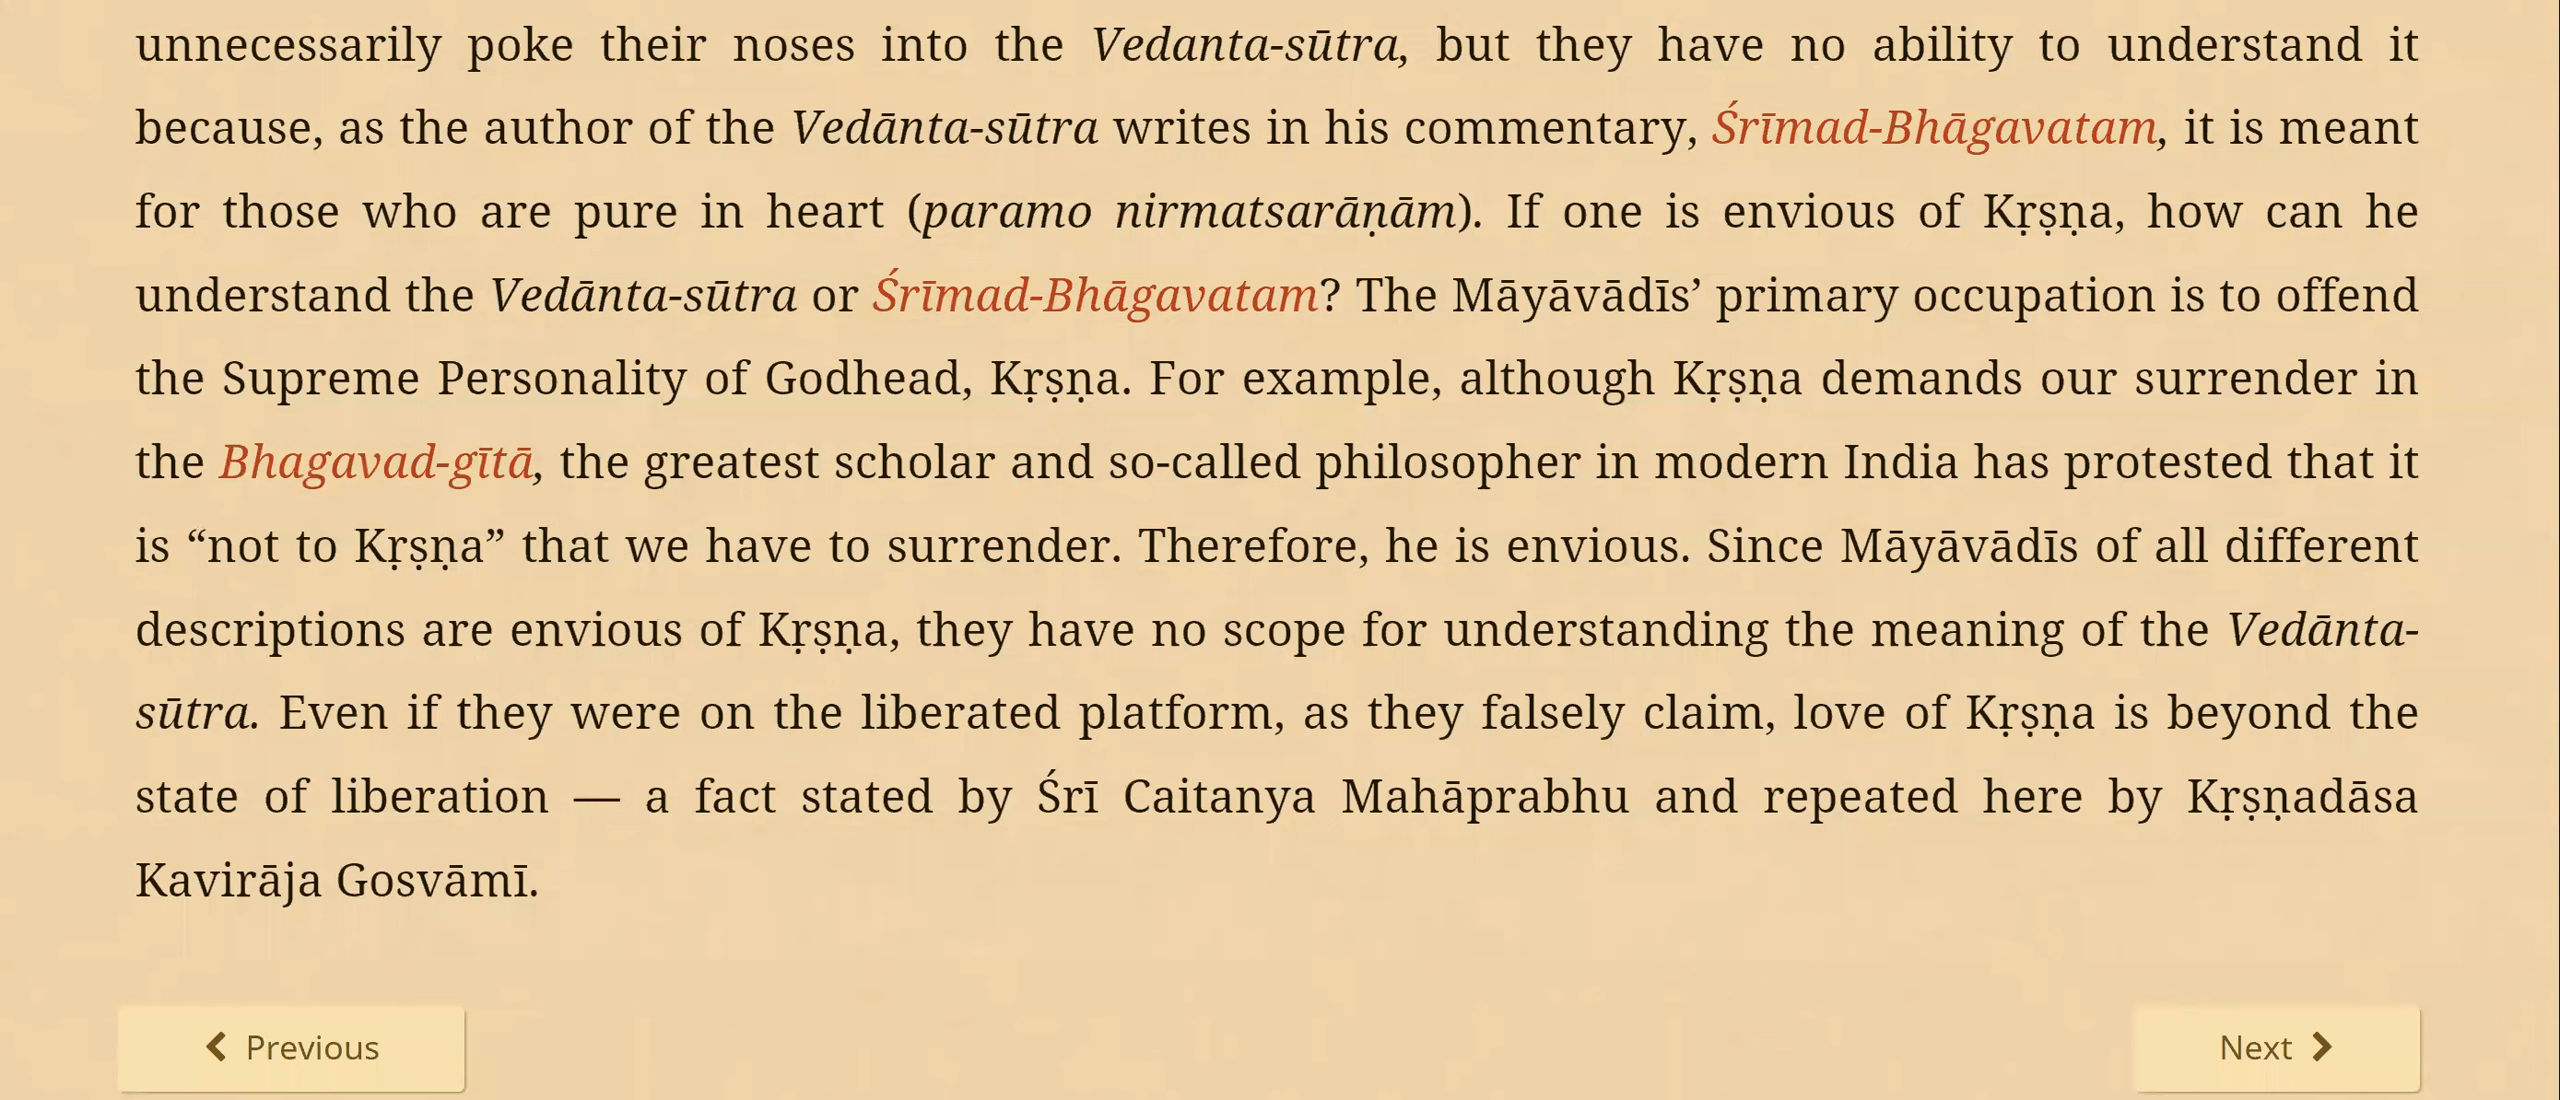 unnecessarily poke their noses into the Vedanta-sūtra, but they have no ability to understand it
because, as the author of the Vedānta-sūtra writes in his commentary, Śrīmad-Bhāgavatam, it is meant
for those who are pure in heart (paramo nirmatsarāṇām). If one is envious of Kṛṣṇa, how can he
understand the Vedānta-sūtra or Śrīmad-Bhāgavatam? The Māyāvādīs’ primary occupation is to offend
the Supreme Personality of Godhead, Kṛṣṇa. For example, although Kṛṣṇa demands our surrender in
the Bhagavad-gītā, the greatest scholar and so-called philosopher in modern India has protested that it
is “not to Kṛṣṇa” that we have to surrender. Therefore, he is envious. Since Māyāvādīs of all different
descriptions are envious of Kṛṣṇa, they have no scope for understanding the meaning of the Vedānta-
sūtra. Even if they were on the liberated platform, as they falsely claim, love of Kṛṣṇa is beyond the
state of liberation — a fact stated by Śrī Caitanya Mahāprabhu and repeated here by Kṛṣṇadāsa
Kavirāja Gosvāmī.
Previous
Next